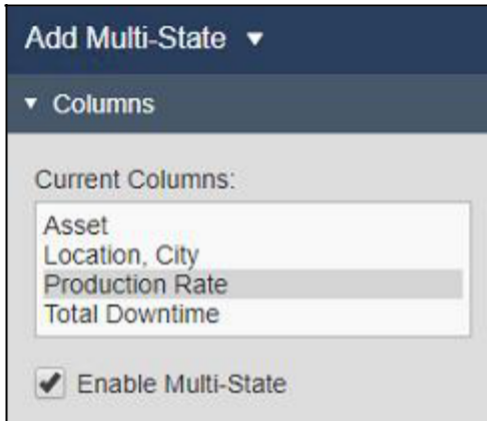 Add Multi-State
Columns
Current Columns:
Asset
Location, City
Production Rate
Total Downtime
Enable Multi-State